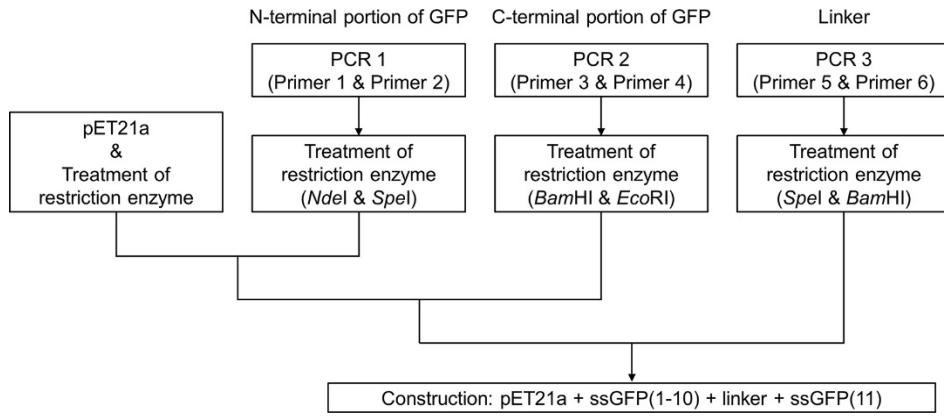 N-terminal portion of GFP
C-terminal portion of GFP
Linker
PCR 1
(Primer 1 & Primer 2)
PCR 2
(Primer 3 & Primer 4)
PCR 3
(Primer 5 & Primer 6)
pET21a
&
Treatment of
restriction enzyme
Treatment of
restriction enzyme
(NdeI & SpeI)
Treatment of
restriction enzyme
(BamHI & EcoRI)
Treatment of
restriction enzyme
(SpeI & BamHI)
Construction: pET21a + ssGFP(1-10) + linker + ssGFP(11)